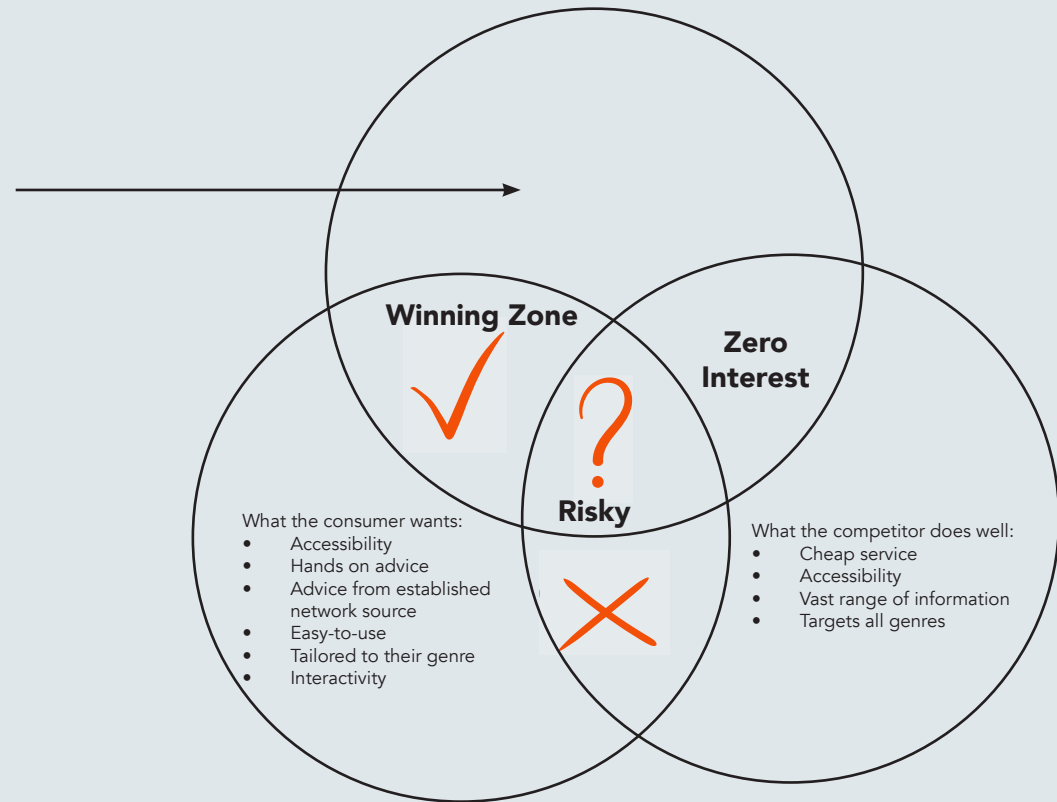 Winning Zone
Zero
Interest
?
Risky
What the consumer wants:
• Accessibility
• Hands on advice
• Advice from established
network source
• Easy-to-use
• Tailored to their genre
• Interactivity
What the competitor does well:
• Cheap service
• Accessibility
• Vast range of information
• Targets all genres